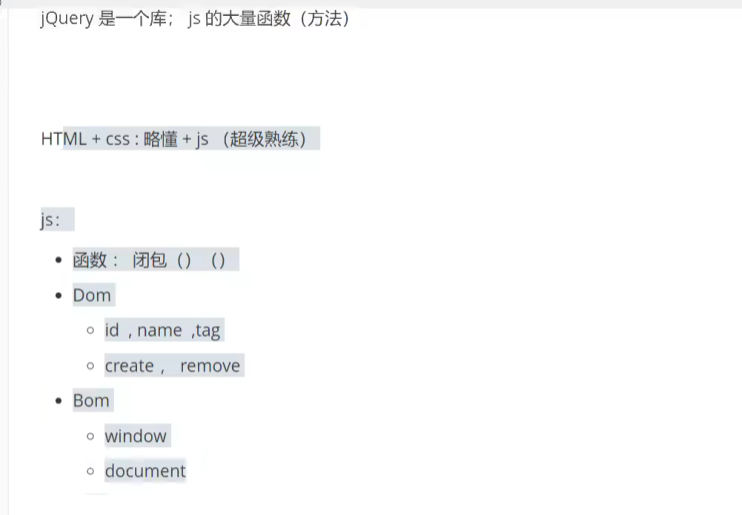 jQuery 是一个库； js 的大量函数（方法）
HTML + css : 略懂 + js （超级熟练）
js：
函数： 闭包（）（）
Dom
id , name ,tag
create ， remove
Bom
window
document